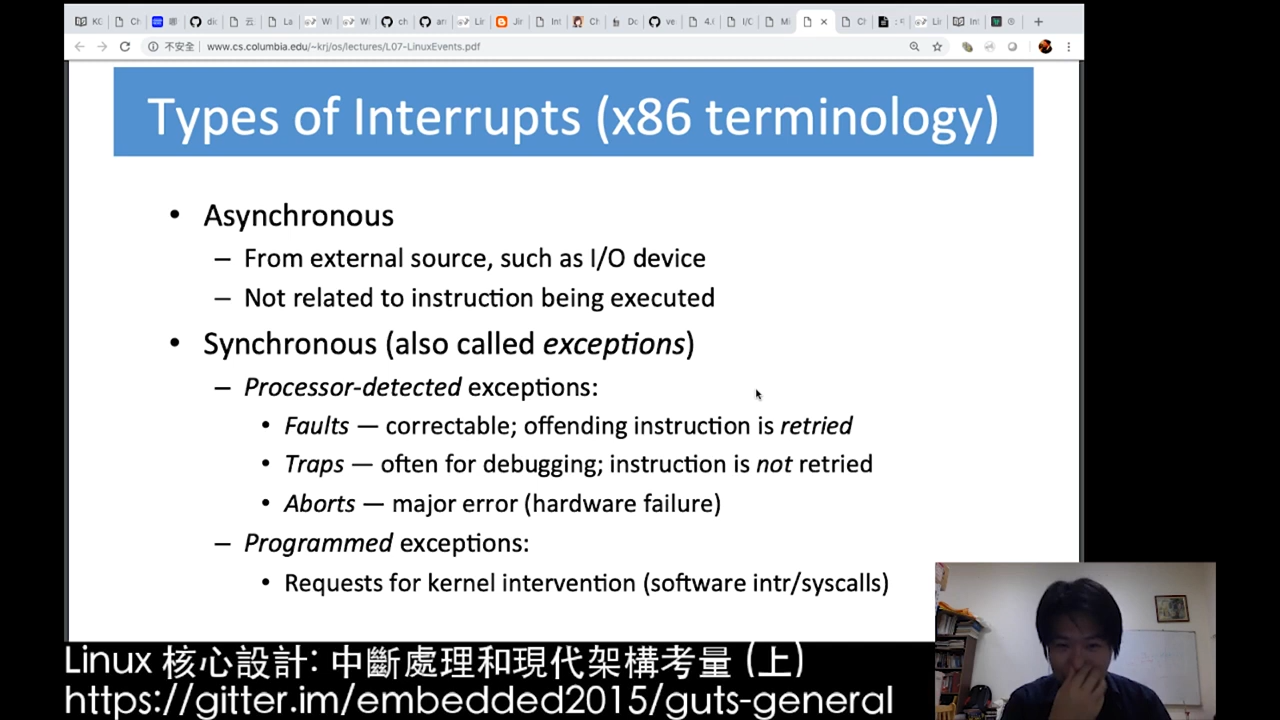 不安全 www.cs.columbia.edu/~krj/os/lectures/L07-LinuxEvents.pdf
Types of Interrupts (x86 terminology)
• Asynchronous
– From external source, such as I/O device
– Not related to instruction being executed
• Synchronous (also called exceptions)
– Processor-detected exceptions:
• Faults — correctable; offending instruction is retried
• Traps — often for debugging; instruction is not retried
• Aborts — major error (hardware failure)
– Programmed exceptions:
• Requests for kernel intervention (software intr/syscalls)
Linux 核心設計: 中斷處理和現代架構考量 (上)
https://gitter.im/embedded2015/guts-general